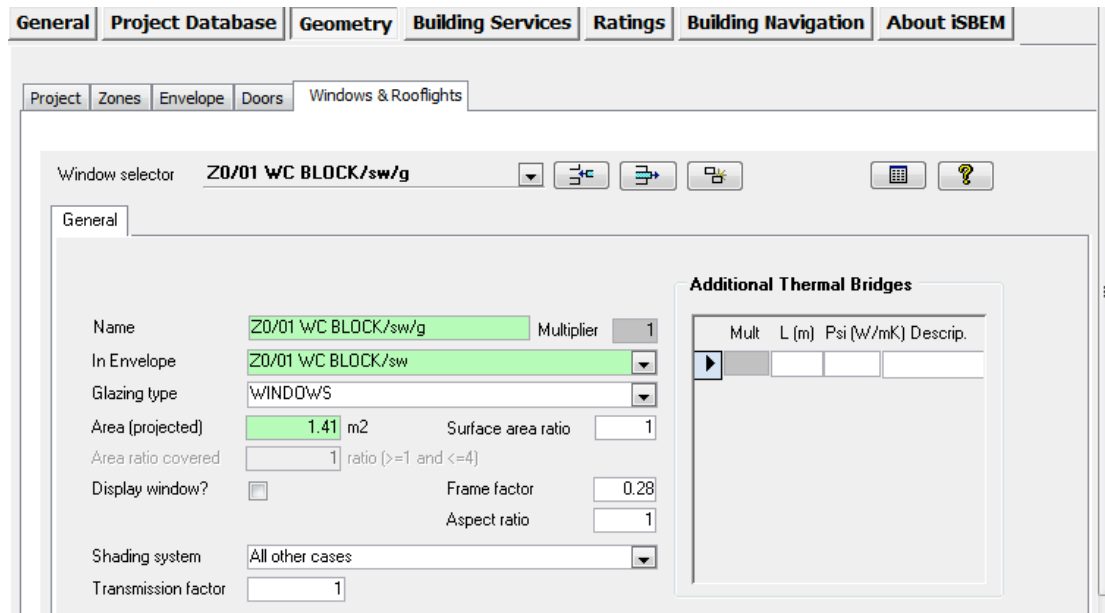 General Project Database Geometry Building Services Ratings Building Navigation About iSBEM
Project Zones Envelope Doors Windows & Rooflights
Window selector Z0/01 WC BLOCK/sw/g ?
General
Additional Thermal Bridges
Name Z0/01 WC BLOCK/sw/g Multiplier 1
Mult L (m) Psi (W/mK) Descrip.
In Envelope Z0/01 WC BLOCK/sw
Glazing type WINDOWS
Area (projected) 1.41 m2 Surface area ratio 1
Area ratio covered 1 ratio (>=1 and <=4)
Display window? Frame factor 0.28
Aspect ratio 1
Shading system All other cases
Transmission factor 1